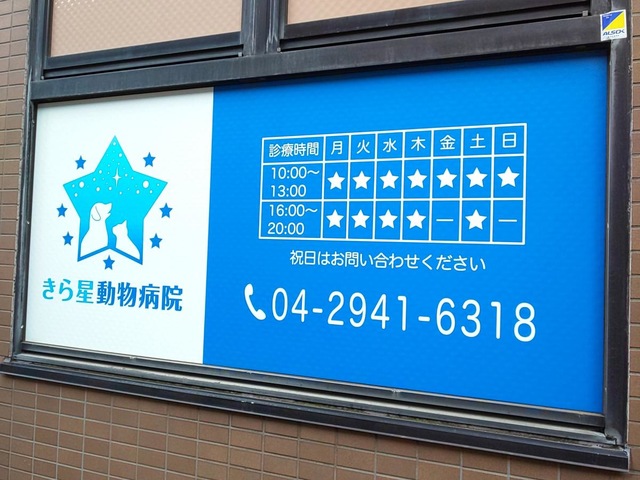 ALSOK
きら星動物病院
診療時間 月 火 水 木 金 土 日
10:00～
13:00 ★ ★ ★ ★ ★ ★ ★
16:00～
20:00 ★ ★ ★ ★ — ★ —
祝日はお問い合わせください
04-2941-6318